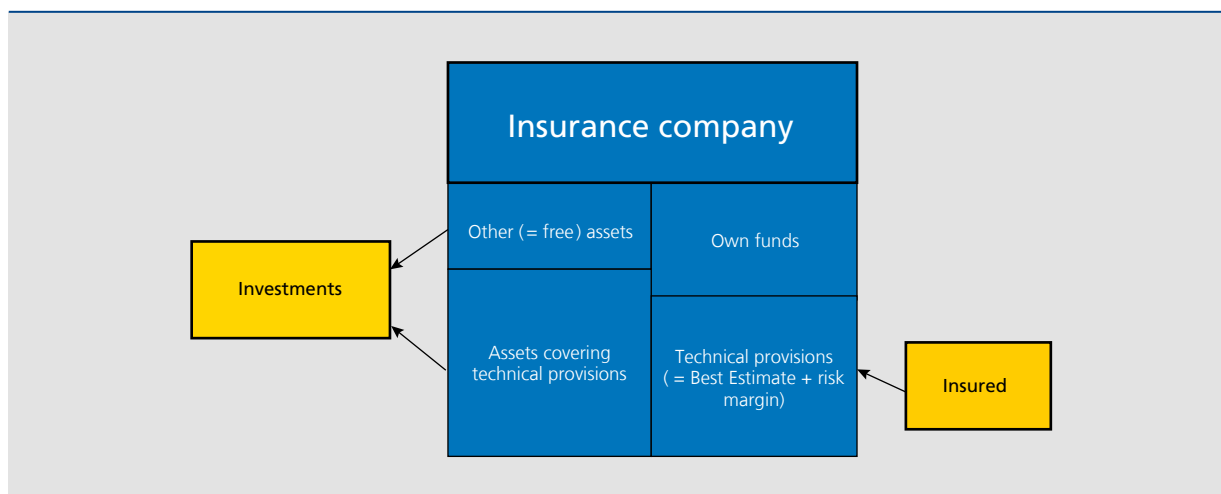 Insurance company
Other (= free) assets
Own funds
Investments
Assets covering
technical provisions
Technical provisions
( = Best Estimate + risk
margin)
Insured